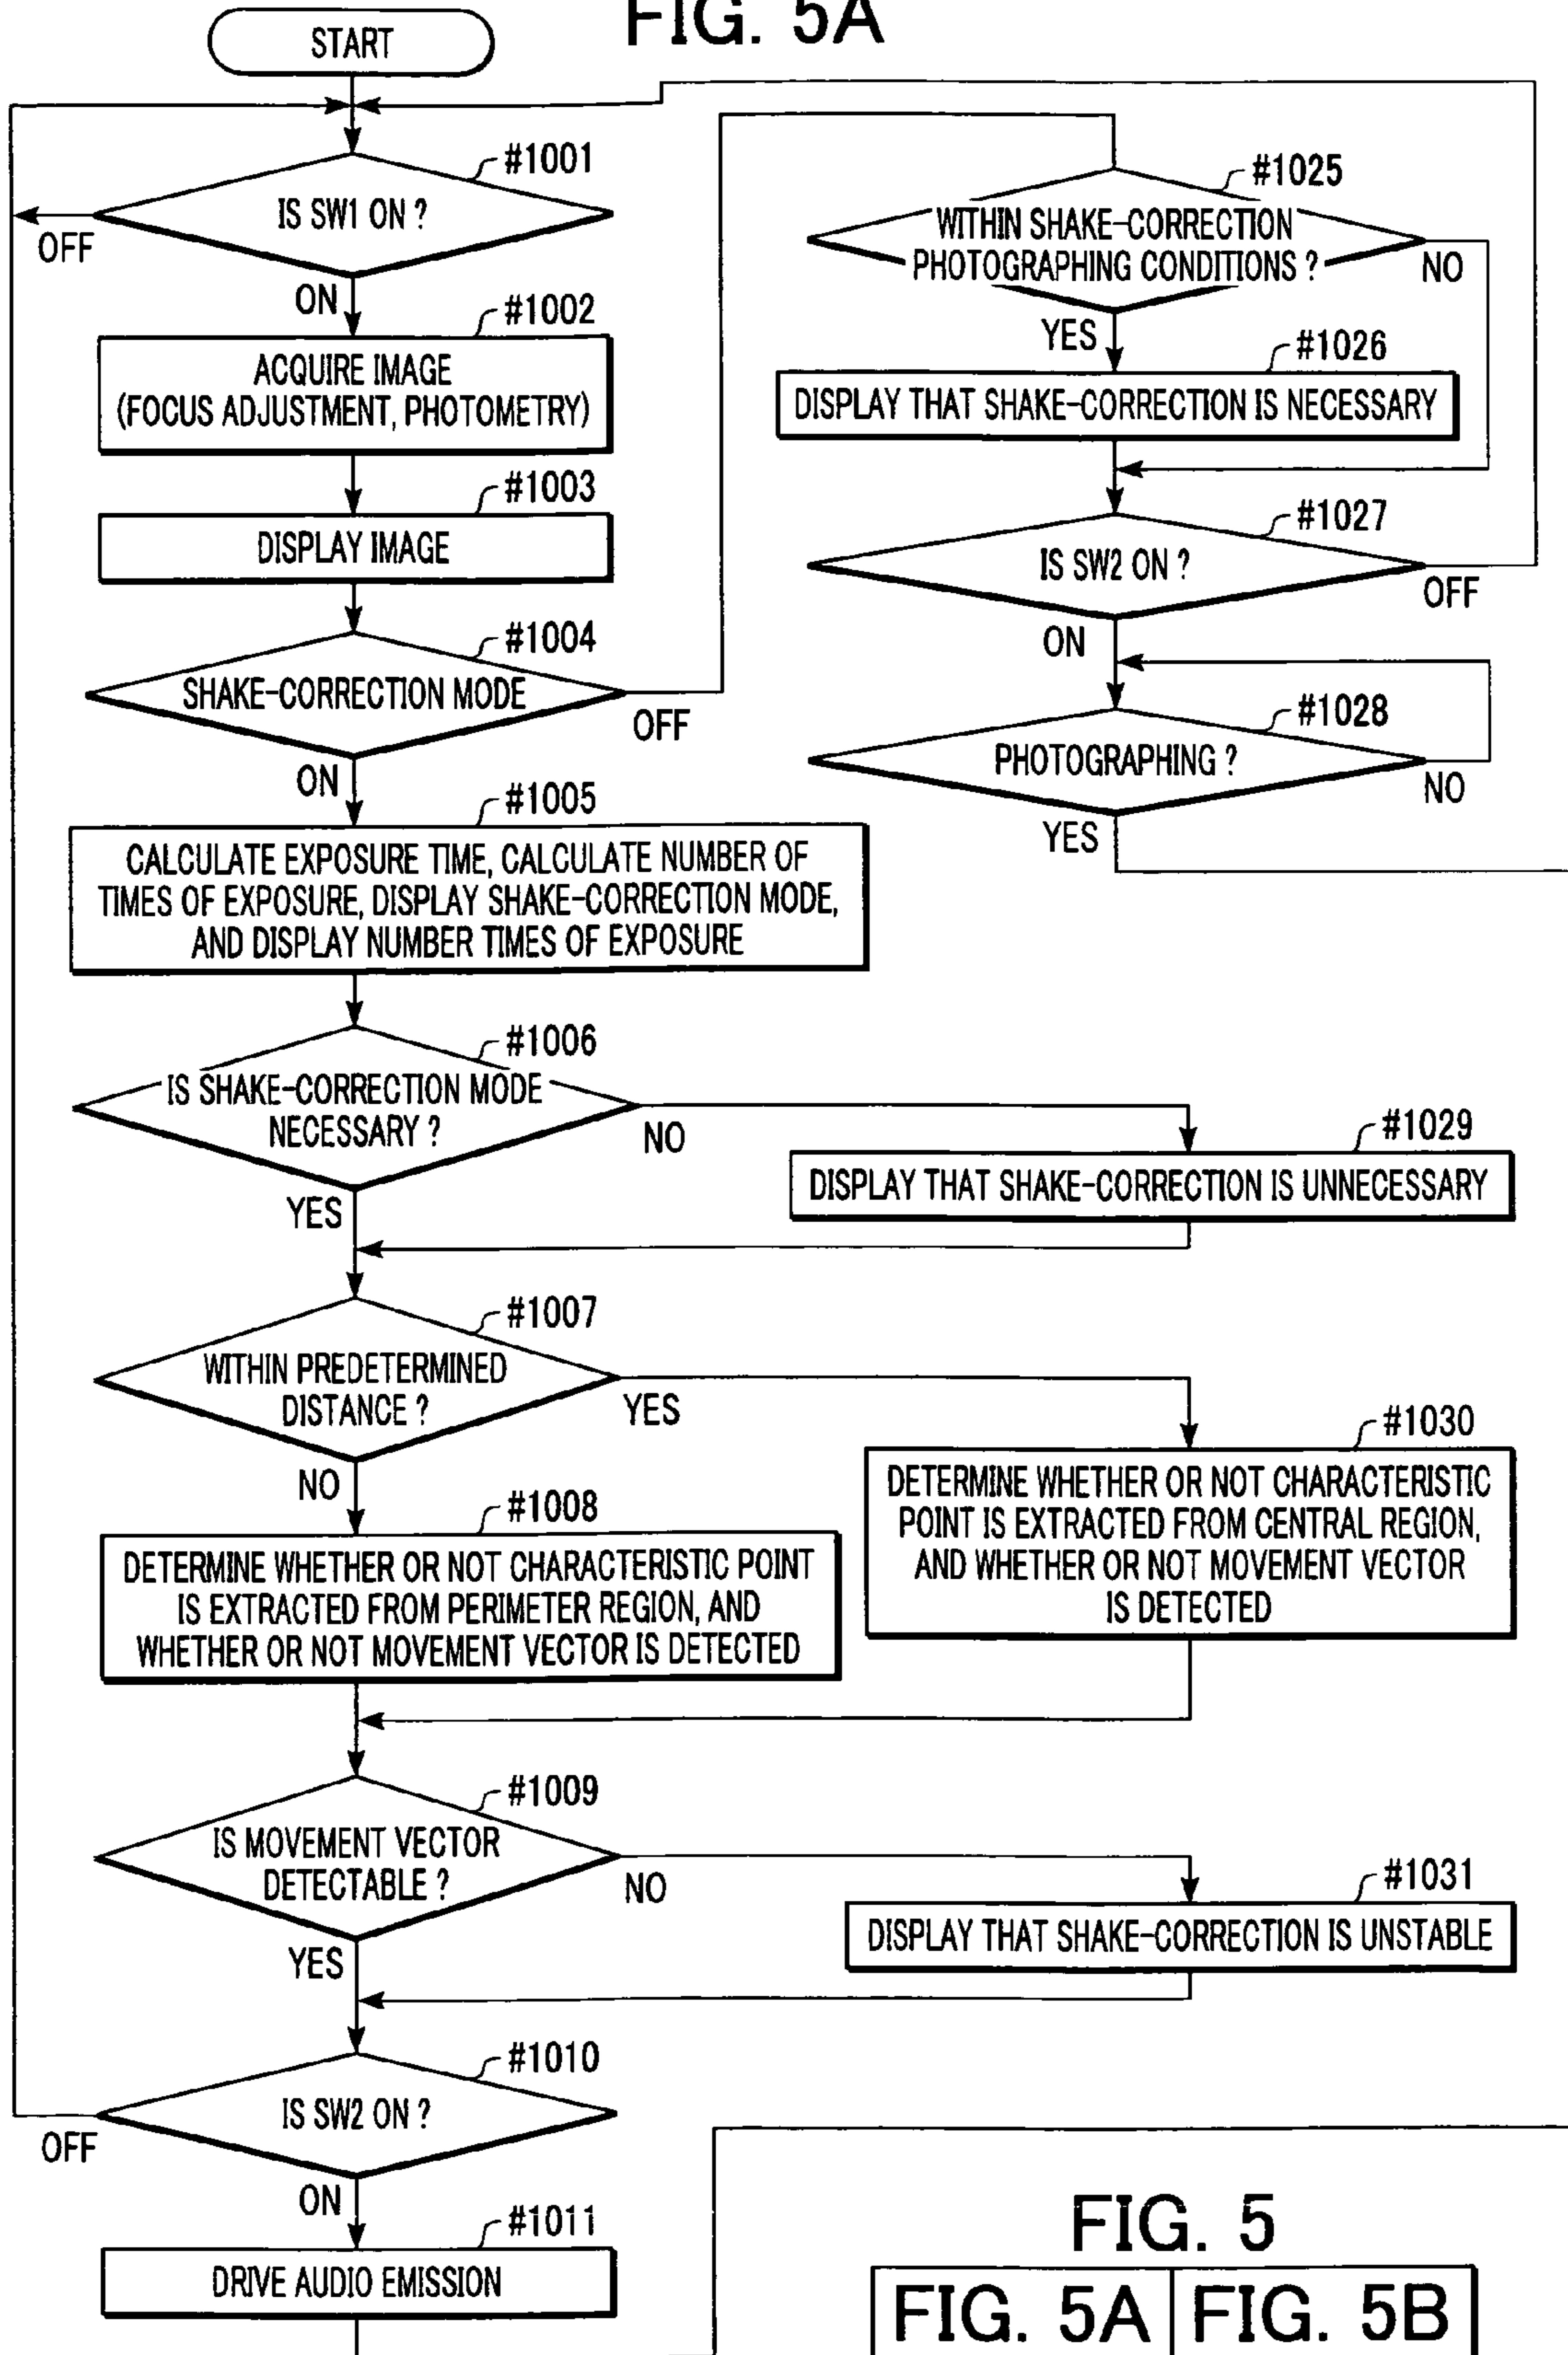 FIG. 5A
START
#1001
IS SW1 ON ?
OFF
ON
#1002
ACQUIRE IMAGE
(FOCUS ADJUSTMENT, PHOTOMETRY)
#1003
DISPLAY IMAGE
#1004
SHAKE-CORRECTION MODE
OFF
ON
#1005
CALCULATE EXPOSURE TIME, CALCULATE NUMBER OF
TIMES OF EXPOSURE, DISPLAY SHAKE-CORRECTION MODE,
AND DISPLAY NUMBER TIMES OF EXPOSURE
#1006
IS SHAKE-CORRECTION MODE
NECESSARY ?
NO
YES
#1029
DISPLAY THAT SHAKE-CORRECTION IS UNNECESSARY
#1007
WITHIN PREDETERMINED
DISTANCE ?
YES
NO
#1008
DETERMINE WHETHER OR NOT CHARACTERISTIC POINT
IS EXTRACTED FROM PERIMETER REGION, AND
WHETHER OR NOT MOVEMENT VECTOR IS DETECTED
#1030
DETERMINE WHETHER OR NOT CHARACTERISTIC
POINT IS EXTRACTED FROM CENTRAL REGION,
AND WHETHER OR NOT MOVEMENT VECTOR
IS DETECTED
#1009
IS MOVEMENT VECTOR
DETECTABLE ?
NO
YES
#1031
DISPLAY THAT SHAKE-CORRECTION IS UNSTABLE
#1010
IS SW2 ON ?
OFF
ON
#1011
DRIVE AUDIO EMISSION
#1025
WITHIN SHAKE-CORRECTION
PHOTOGRAPHING CONDITIONS ?
NO
YES
#1026
DISPLAY THAT SHAKE-CORRECTION IS NECESSARY
#1027
IS SW2 ON ?
OFF
ON
#1028
PHOTOGRAPHING ?
NO
YES
FIG. 5
FIG. 5A
FIG. 5B